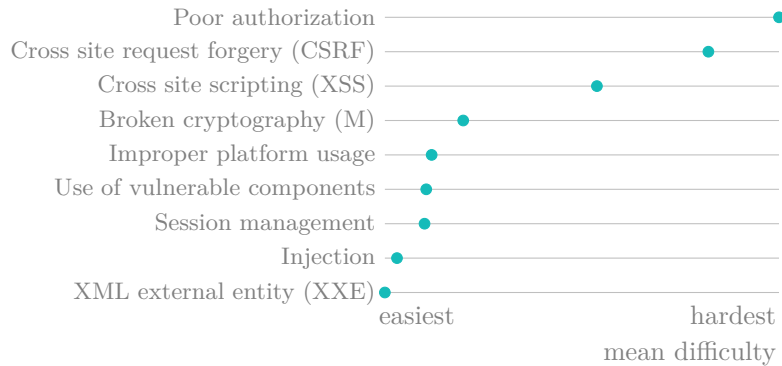 Poor authorization
Cross site request forgery (CSRF)
Cross site scripting (XSS)
Broken cryptography (M)
Improper platform usage
Use of vulnerable components
Session management
Injection
XML external entity (XXE)
easiest hardest
mean difficulty